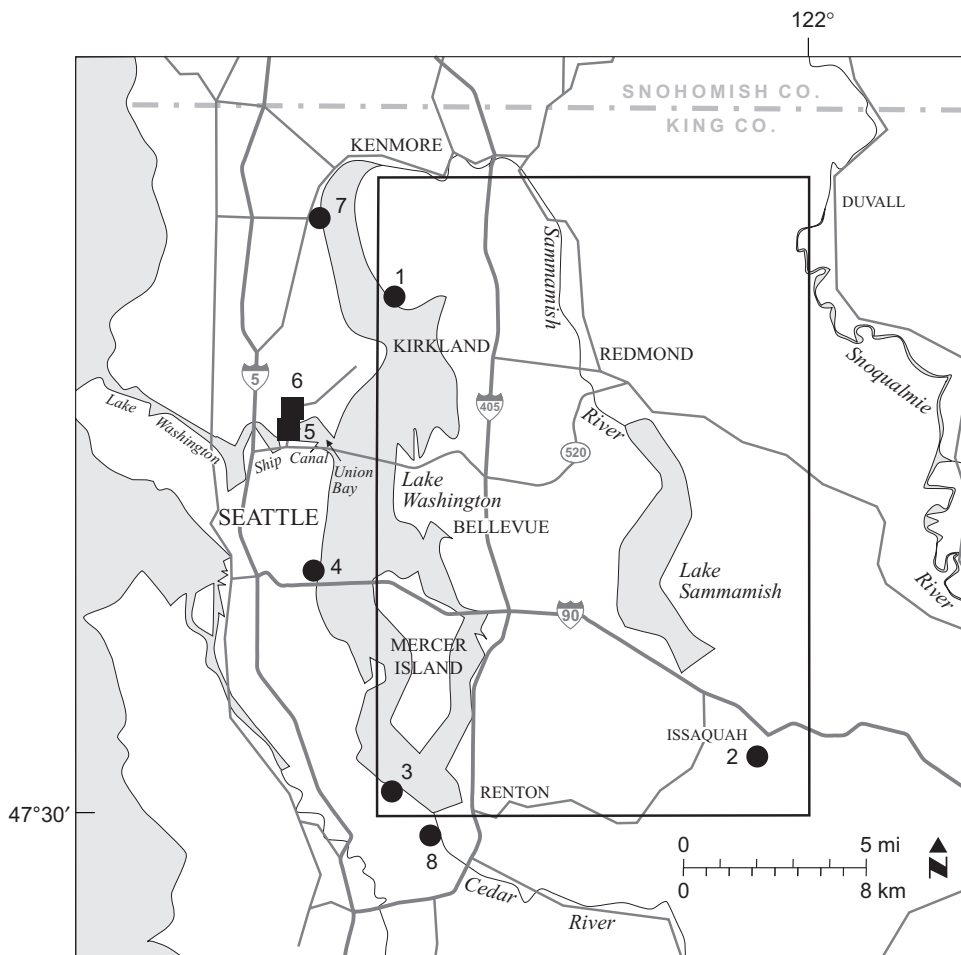 122°
SNOHOMISH CO.
KING CO.
KENMORE
7
DUVALL
Sammamish
1
KIRKLAND
REDMOND
Snoqualmie
5
6
405
Lake
Washington
River
5
520
Ship Canal
Union
Bay
Lake
Washington
SEATTLE
BELLEVUE
4
Lake
Sammamish
River
90
MERCER
ISLAND
ISSAQUAH
2
3
RENTON
47°30'
8
0 5 mi
0 8 km
N
Cedar
River